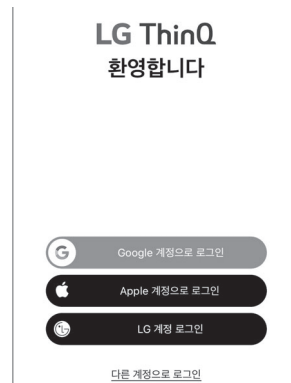 LG ThinQ
환영합니다
Google 계정으로 로그인
Apple 계정으로 로그인
LG 계정 로그인
다른 계정으로 로그인